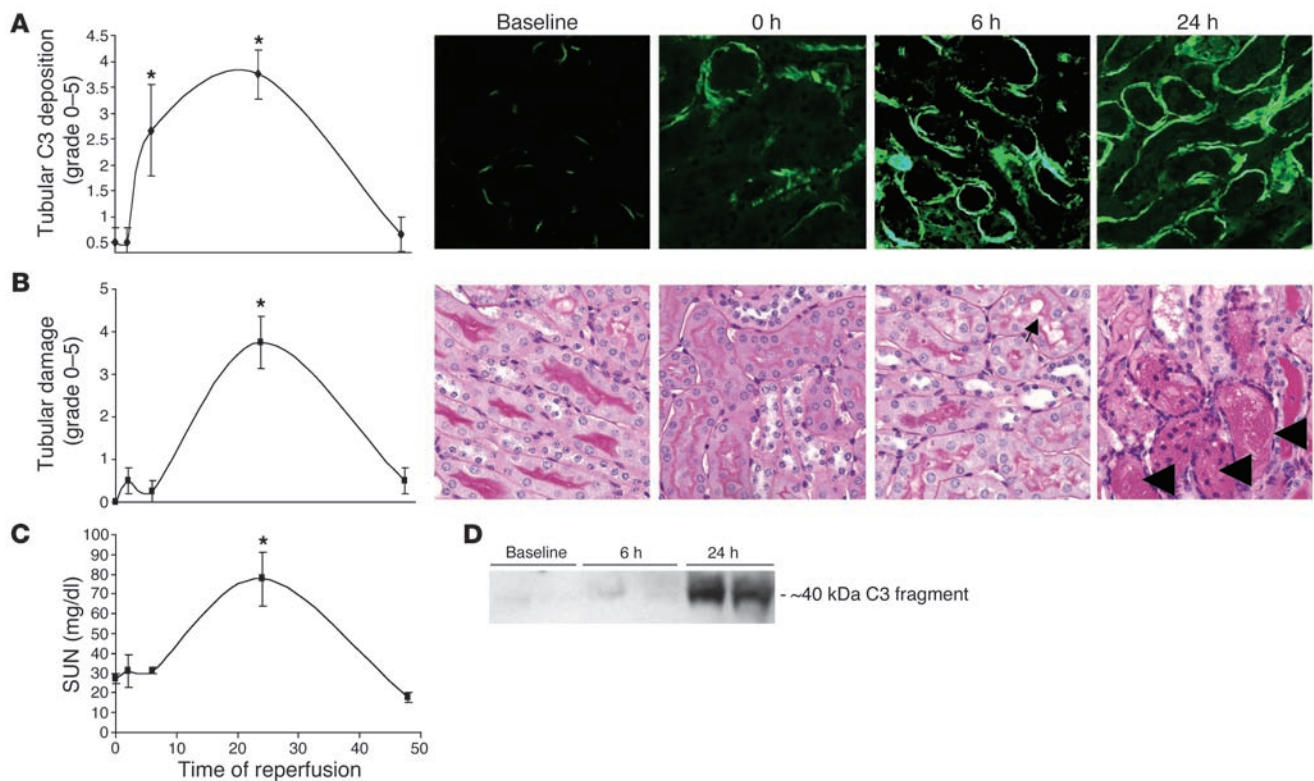 A
Tubular C3 deposition
(grade 0–5)
4.5
4
3.5
3
2.5
2
1.5
1
0.5
*
*
Baseline
0 h
6 h
24 h
B
Tubular damage
(grade 0–5)
5
4
3
2
1
0
*
C
SUN (mg/dl)
100
90
80
70
60
50
40
30
20
10
0
*
0
10
20
30
40
50
Time of reperfusion
D
Baseline
6 h
24 h
- ~40 kDa C3 fragment